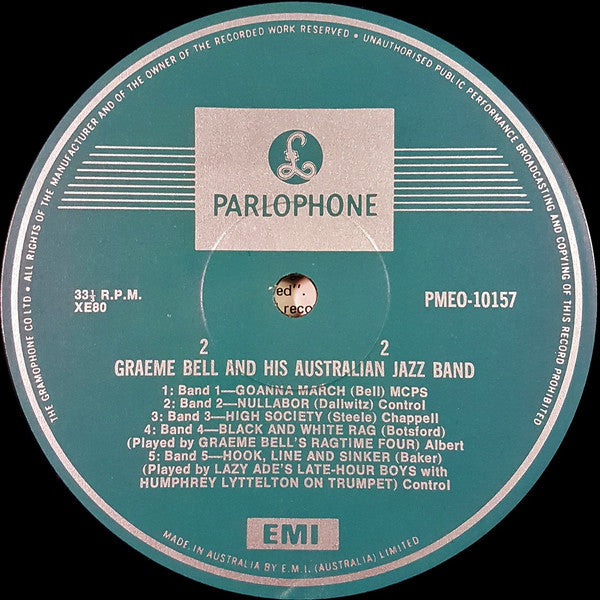 THE GRAMOPHONE CO LTD • ALL RIGHTS OF THE MANUFACTURER AND OF THE OWNER OF THE RECORDED WORK RESERVED • UNAUTHORISED PUBLIC PERFORMANCE BROADCASTING AND COPYING OF THIS RECORD PROHIBITED
£
PARLOPHONE
33⅓ R.P.M.
XE80
ed".
reco
PMEO-10157
2 2
GRAEME BELL AND HIS AUSTRALIAN JAZZ BAND
1: Band 1—GOANNA MARCH (Bell) MCPS
2: Band 2—NULLABOR (Dallwitz) Control
3: Band 3—HIGH SOCIETY (Steele) Chappell
4: Band 4—BLACK AND WHITE RAG (Botsford)
(Played by GRAEME BELL'S RAGTIME FOUR) Albert
5: Band 5—HOOK, LINE AND SINKER (Baker)
(Played by LAZY ADE'S LATE-HOUR BOYS with
HUMPHREY LYTTELTON ON TRUMPET) Control
EMI
MADE IN AUSTRALIA BY E.M.I. (AUSTRALIA) LIMITED